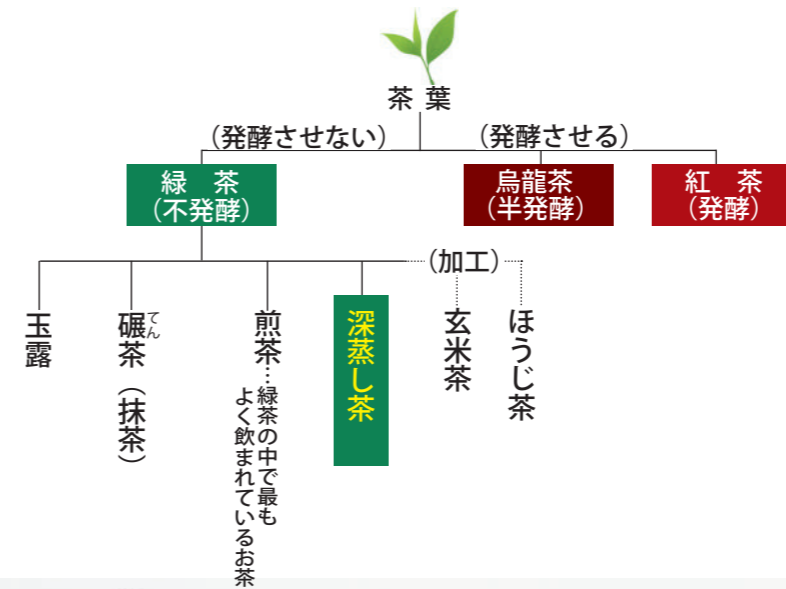 茶 葉
（発酵させない）
（発酵させる）
緑　茶
（不発酵）
烏龍茶
（半発酵）
紅　茶
（発酵）
（加工）
玉露
碾茶（抹茶）
てん
煎茶…緑茶の中で最も
よく飲まれているお茶
深蒸し茶
玄米茶
ほうじ茶